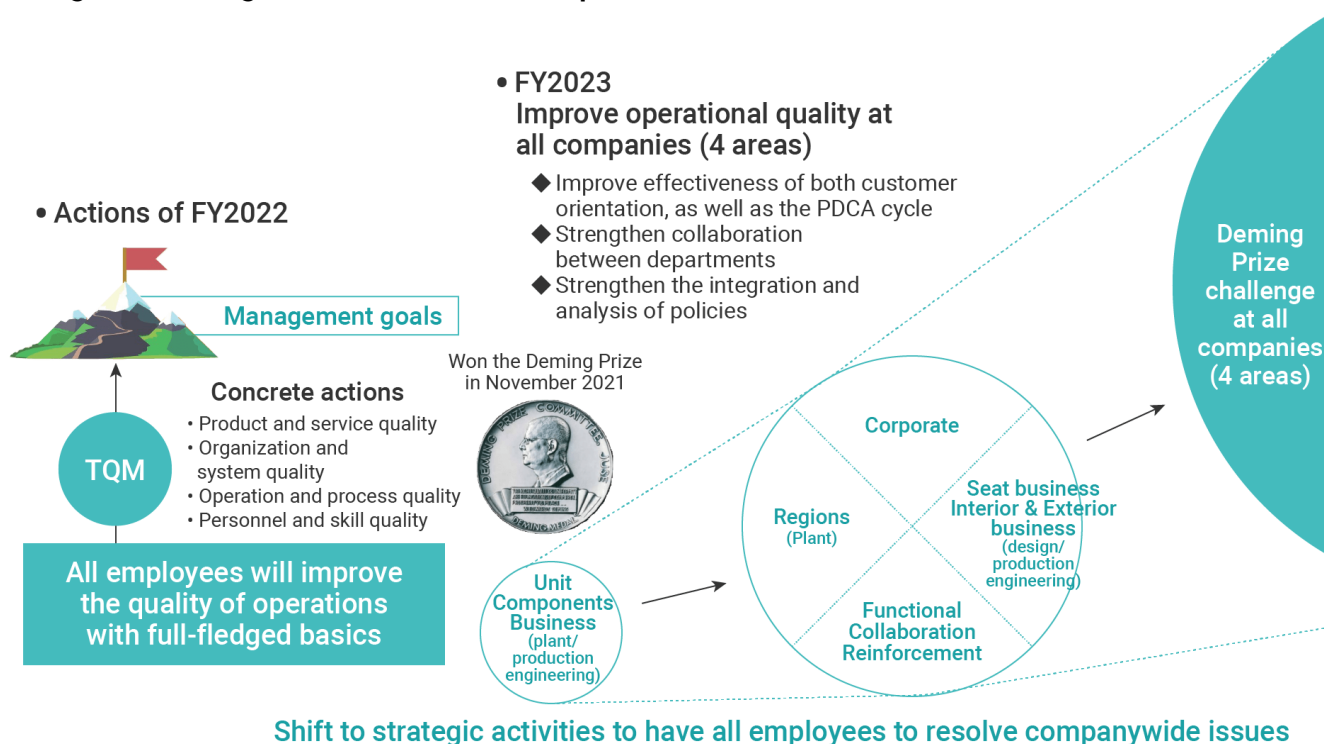 • Actions of FY2022
Management goals
TQM
Concrete actions
• Product and service quality
• Organization and
system quality
• Operation and process quality
• Personnel and skill quality
All employees will improve
the quality of operations
with full-fledged basics
• FY2023
Improve operational quality at
all companies (4 areas)
◆ Improve effectiveness of both customer
orientation, as well as the PDCA cycle
◆ Strengthen collaboration
between departments
◆ Strengthen the integration and
analysis of policies
Won the Deming Prize
in November 2021
DEMING PRIZE COMMITTEE, JUSE
DEMING MEDAL
Unit
Components
Business
(plant/
production
engineering)
Corporate
Regions
(Plant)
Seat business
Interior & Exterior
business
(design/
production
engineering)
Functional
Collaboration
Reinforcement
Deming
Prize
challenge
at all
companies
(4 areas)
Shift to strategic activities to have all employees to resolve companywide issues